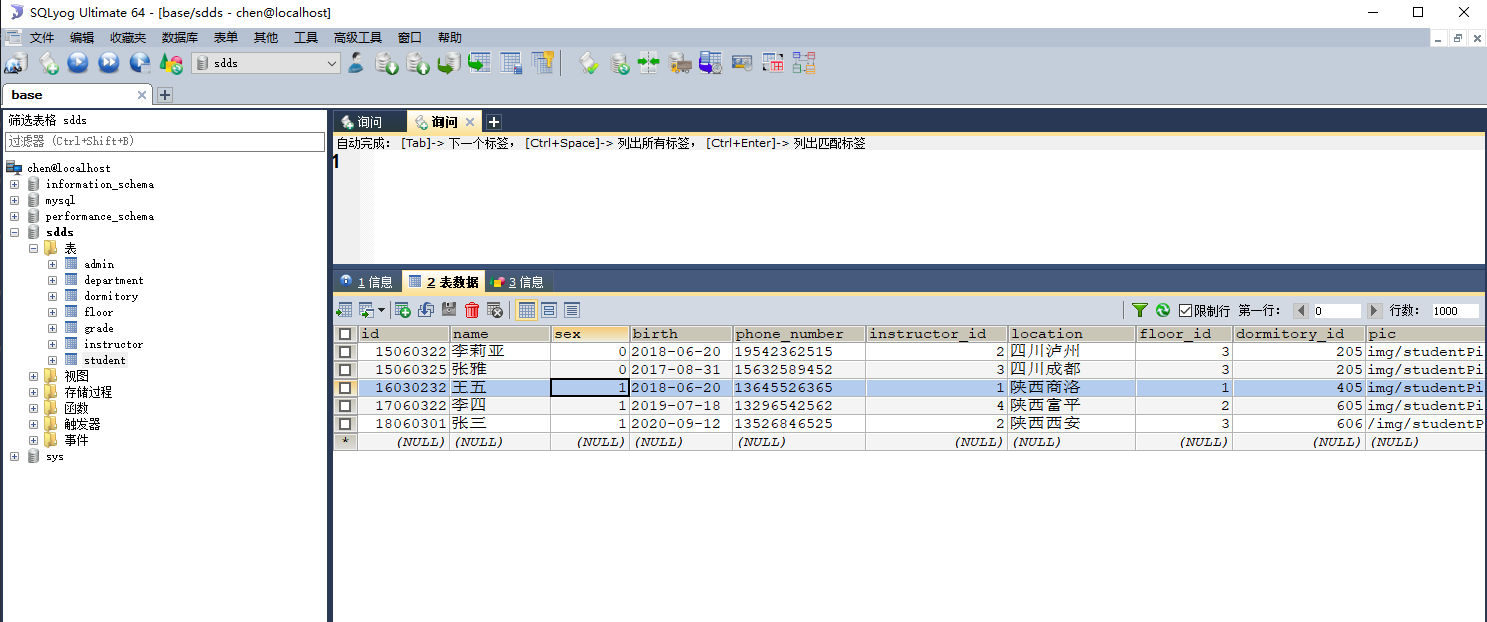 SQLyog Ultimate 64 - [base/sdds - chen@localhost]
文件 编辑 收藏夹 数据库 表单 其他 工具 高级工具 窗口 帮助
sdds
base
筛选表格 sdds
过滤器 (Ctrl+Shift+B)
chen@localhost
information_schema
mysql
performance_schema
sdds
表
admin
department
dormitory
floor
grade
instructor
student
视图
存储过程
函数
触发器
事件
sys
询问 询问
自动完成： [Tab]-> 下一个标签， [Ctrl+Space]-> 列出所有标签， [Ctrl+Enter]-> 列出匹配标签
1
1 信息 2 表数据 3 信息
限制行 第一行： 0 行数： 1000
id name sex birth phone_number instructor_id location floor_id dormitory_id pic
15060322 李莉亚 0 2018-06-20 19542362515 2 四川泸州 3 205 img/studentPi
15060325 张雅 0 2017-08-31 15632589452 3 四川成都 3 205 img/studentPi
16030232 王五 1 2018-06-20 13645526365 1 陕西商洛 1 405 img/studentPi
17060322 李四 1 2019-07-18 13296542562 4 陕西富平 2 605 img/studentPi
18060301 张三 1 2020-09-12 13526846525 2 陕西西安 3 606 /img/studentP
* (NULL) (NULL) (NULL) (NULL) (NULL) (NULL) (NULL) (NULL) (NULL) (NULL)